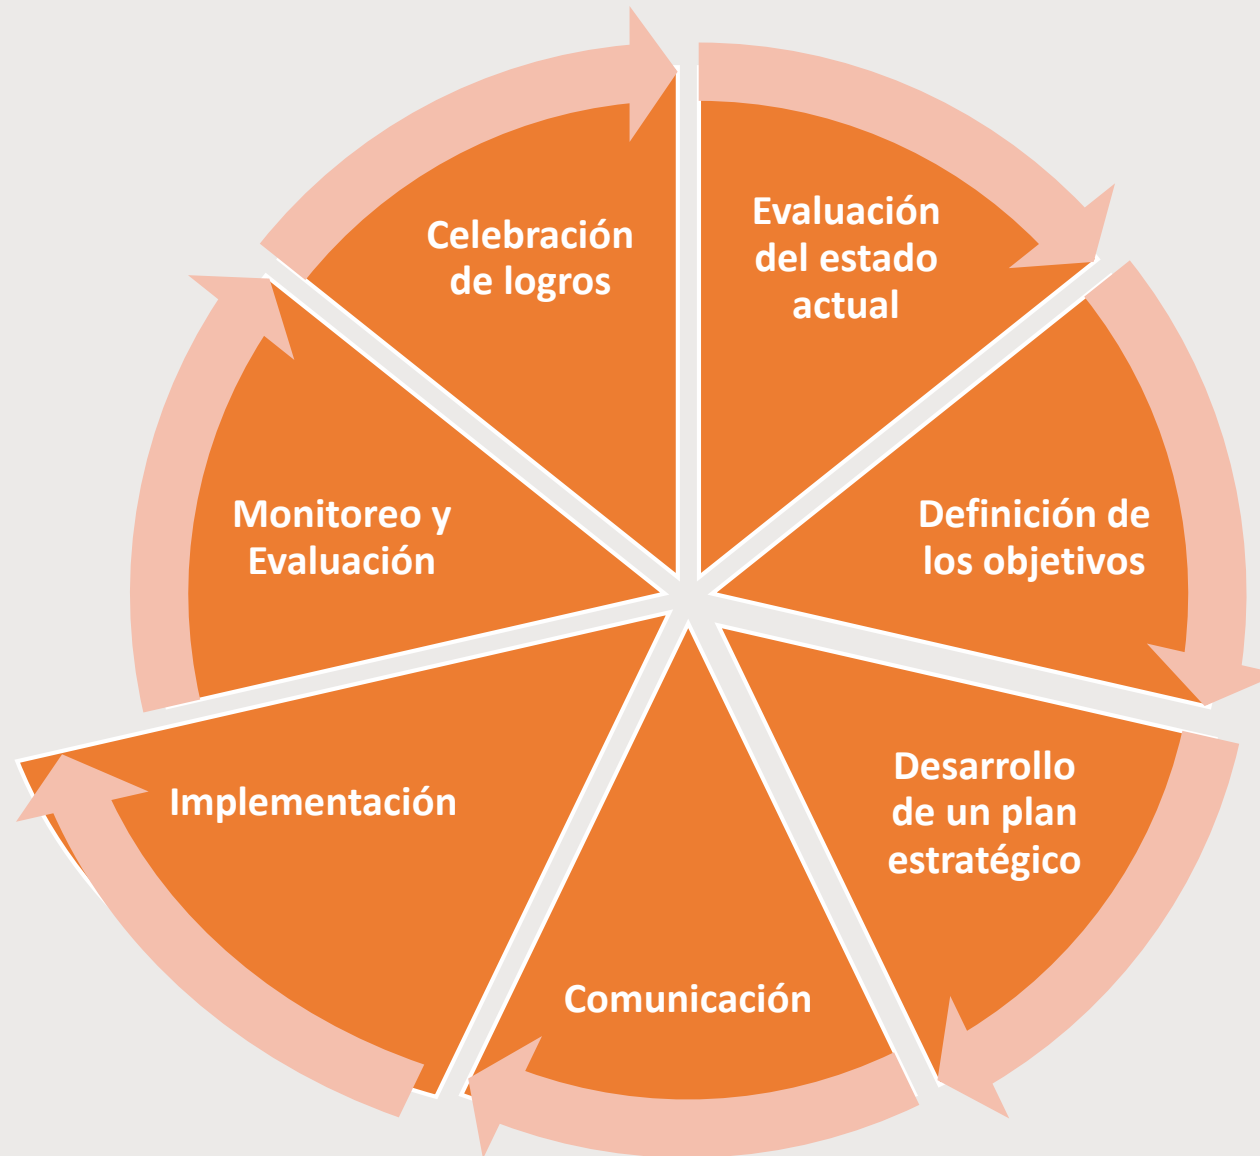 Evaluación
del estado
actual
Definición de
los objetivos
Desarrollo
de un plan
estratégico
Comunicación
Implementación
Monitoreo y
Evaluación
Celebración
de logros